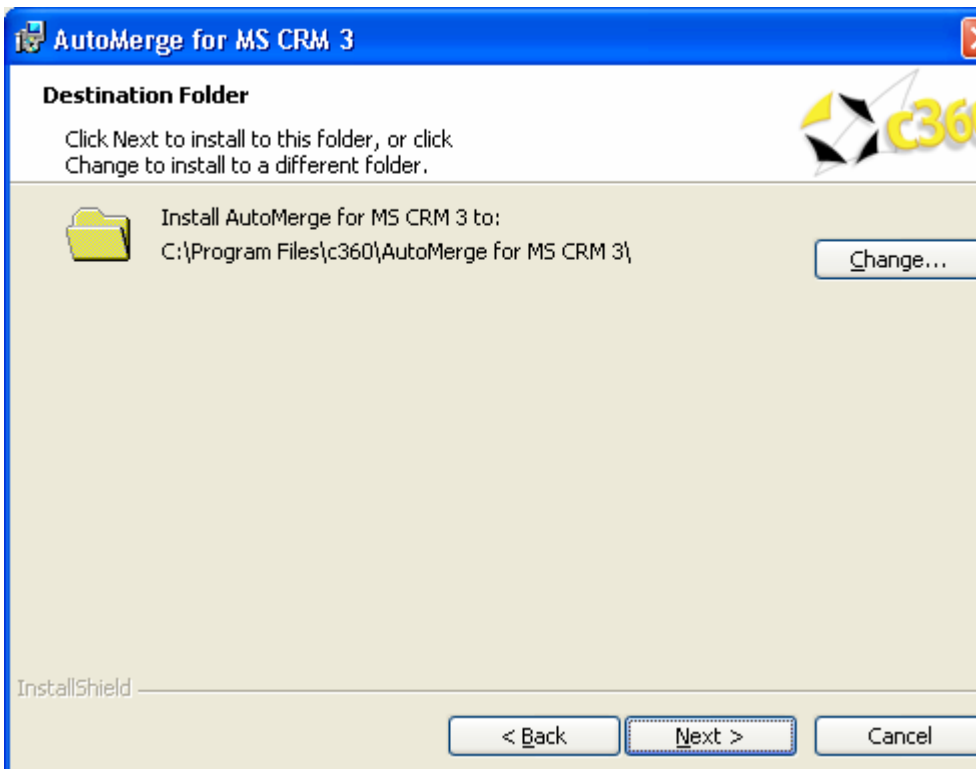 AutoMerge for MS CRM 3
Destination Folder
Click Next to install to this folder, or click
Change to install to a different folder.
c360
Install AutoMerge for MS CRM 3 to:
C:\Program Files\c360\AutoMerge for MS CRM 3\
Change...
InstallShield
< Back
Next >
Cancel